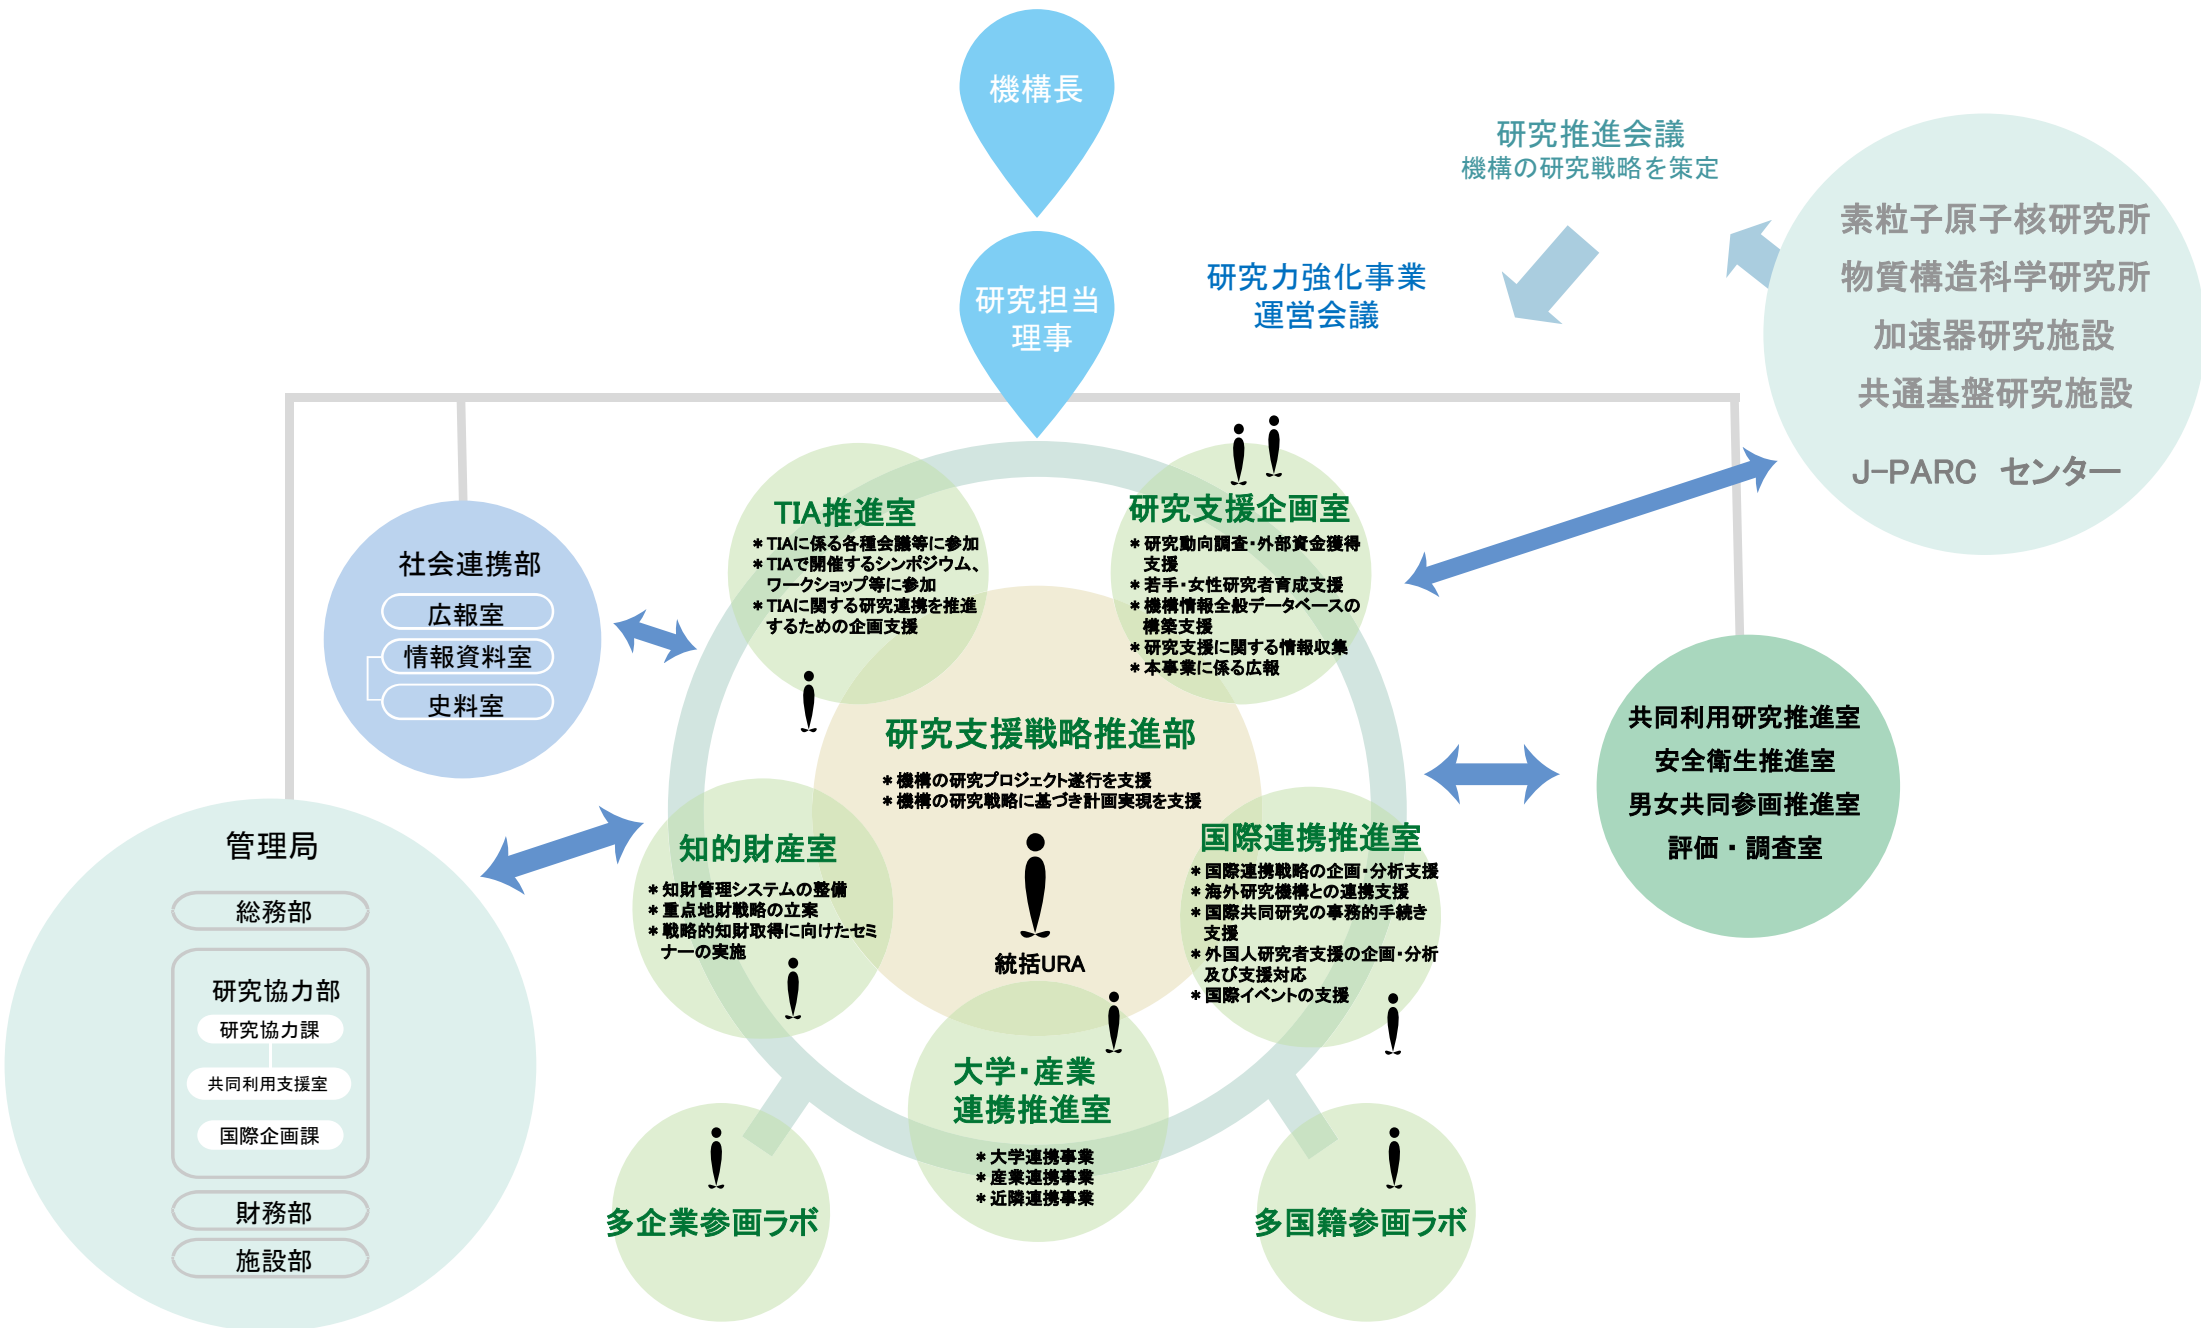 機構長
研究担当
理事
研究推進会議
機構の研究戦略を策定
研究力強化事業
運営会議
素粒子原子核研究所
物質構造科学研究所
加速器研究施設
共通基盤研究施設
J-PARC センター
TIA推進室
* TIAに係る各種会議等に参加
* TIAで開催するシンポジウム、
ワークショップ等に参加
* TIAに関する研究連携を推進
するための企画支援
研究支援企画室
* 研究動向調査・外部資金獲得
支援
* 若手・女性研究者育成支援
* 機構情報全般データベースの
構築支援
* 研究支援に関する情報収集
* 本事業に係る広報
社会連携部
広報室
情報資料室
史料室
研究支援戦略推進部
* 機構の研究プロジェクト遂行を支援
* 機構の研究戦略に基づき計画実現を支援
統括URA
共同利用研究推進室
安全衛生推進室
男女共同参画推進室
評価・調査室
知的財産室
* 知財管理システムの整備
* 重点地財戦略の立案
* 戦略的知財取得に向けたセミ
ナーの実施
国際連携推進室
* 国際連携戦略の企画・分析支援
* 海外研究機構との連携支援
* 国際共同研究の事務的手続き
支援
* 外国人研究者支援の企画・分析
及び支援対応
* 国際イベントの支援
管理局
総務部
研究協力部
研究協力課
共同利用支援室
国際企画課
財務部
施設部
大学・産業
連携推進室
* 大学連携事業
* 産業連携事業
* 近隣連携事業
多企業参画ラボ
多国籍参画ラボ